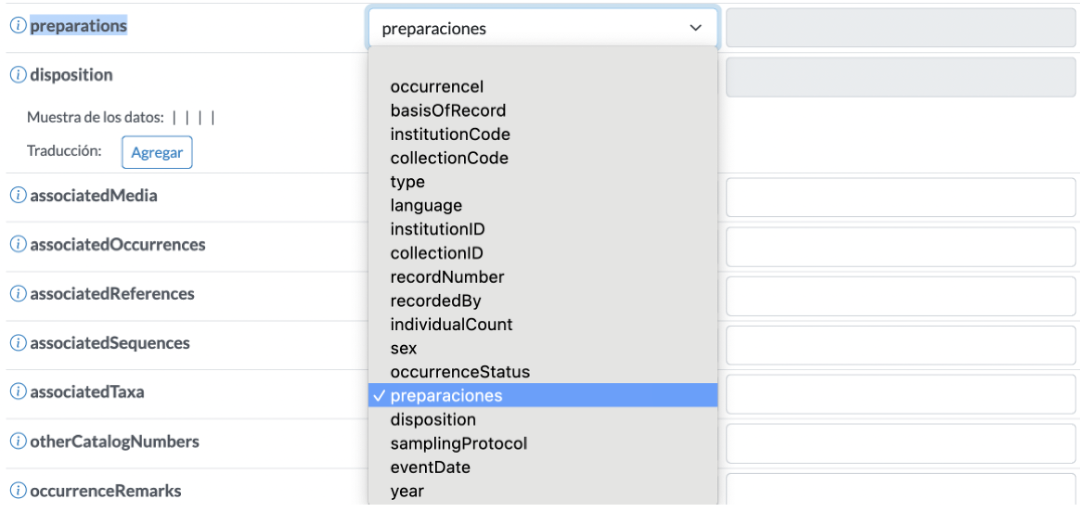 preparations
preparaciones
disposition
Muestra de los datos: | | | |
Traducción:
Agregar
associatedMedia
associatedOccurrences
associatedReferences
associatedSequences
associatedTaxa
otherCatalogNumbers
occurrenceRemarks
occurrenceI
basisOfRecord
institutionCode
collectionCode
type
language
institutionID
collectionID
recordNumber
recordedBy
individualCount
sex
occurrenceStatus
✓ preparaciones
disposition
samplingProtocol
eventDate
year